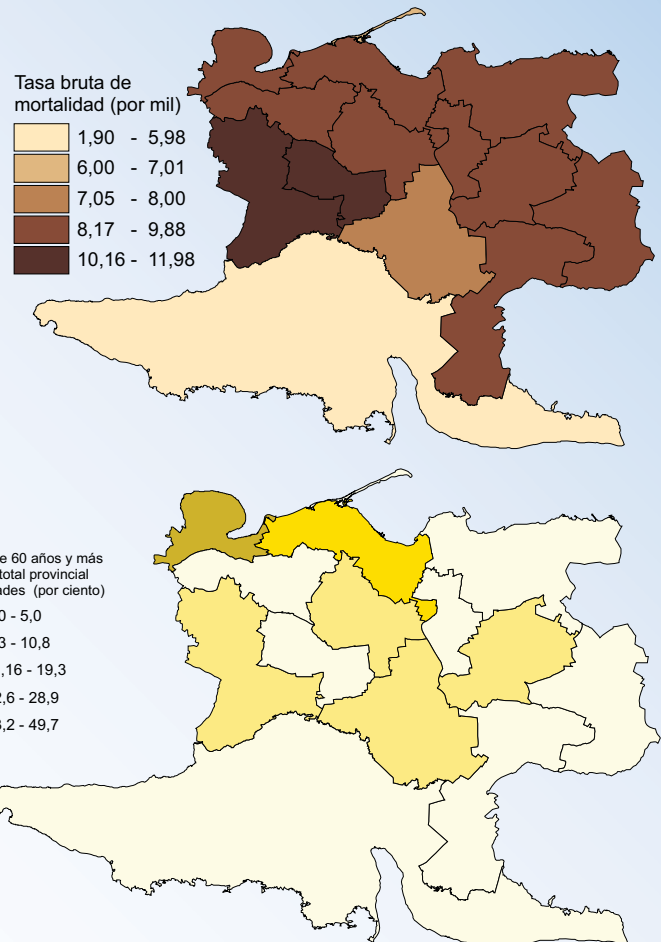 Tasa bruta de
mortalidad (por mil)
1,90 - 5,98
6,00 - 7,01
7,05 - 8,00
8,17 - 9,88
10,16 - 11,98
e 60 años y más
total provincial
ades (por ciento)
0 - 5,0
3 - 10,8
,16 - 19,3
2,6 - 28,9
,2 - 49,7